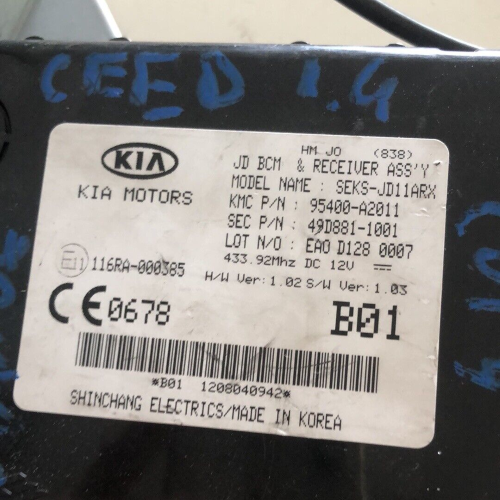 CEED 1.4
HM JO (838)
KIA
JD BCM & RECEIVER ASS'Y
KIA MOTORS
MODEL NAME : SEKS-JD11ARX
KMC P/N : 95400-A2011
SEC P/N : 49D881-1001
LOT N/O : EAO D128 0007
433.92Mhz DC 12V
E11 116RA-000385
H/W Ver: 1.02 S/W Ver: 1.03
CE0678
B01
*B01 1208040942*
SHINCHANG ELECTRICS/MADE IN KOREA